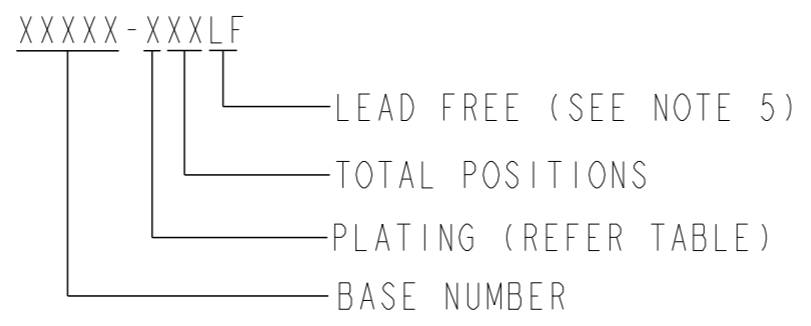 XXXXX-XXXLF
LEAD FREE (SEE NOTE 5)
TOTAL POSITIONS
PLATING (REFER TABLE)
BASE NUMBER